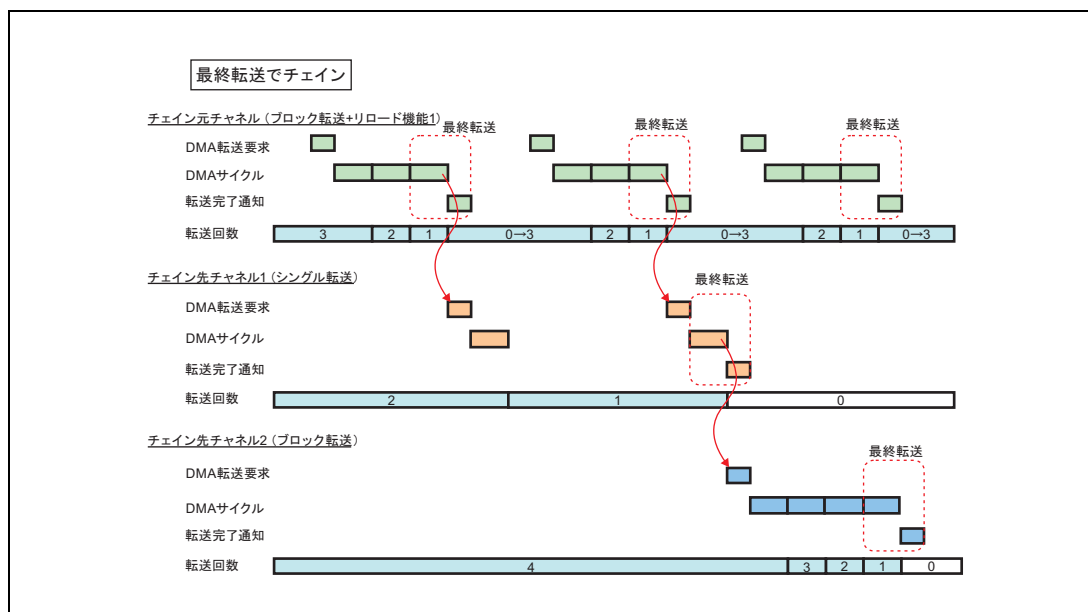 最終転送でチェイン
チェイン元チャネル (ブロック転送+リロード機能1)
最終転送
最終転送
最終転送
DMA転送要求
DMAサイクル
転送完了通知
転送回数 3 2 1 0→3 2 1 0→3 2 1 0→3
チェイン先チャネル1 (シングル転送)
最終転送
DMA転送要求
DMAサイクル
転送完了通知
転送回数 2 1 0
チェイン先チャネル2 (ブロック転送)
最終転送
DMA転送要求
DMAサイクル
転送完了通知
転送回数 4 3 2 1 0